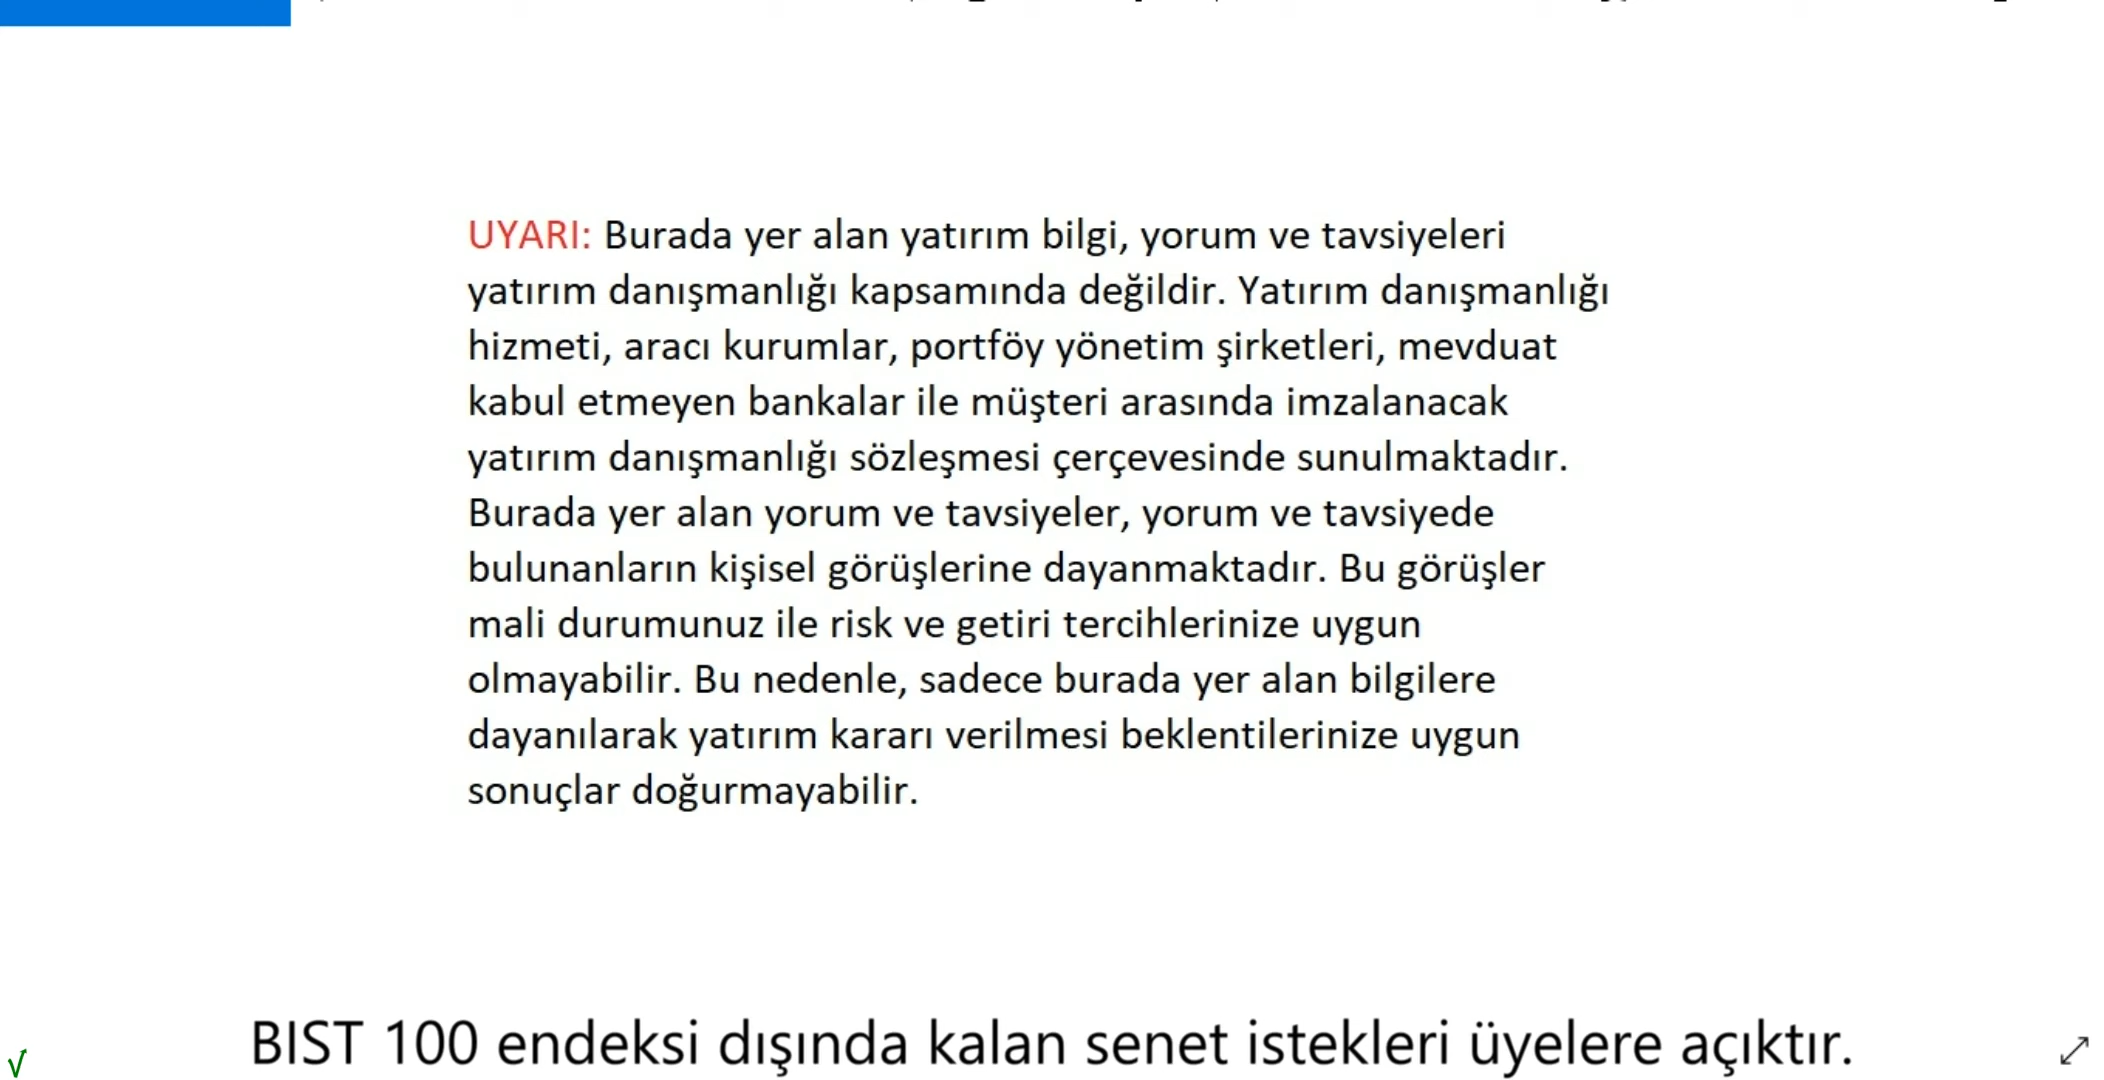 UYARI: Burada yer alan yatırım bilgi, yorum ve tavsiyeleri
yatırım danışmanlığı kapsamında değildir. Yatırım danışmanlığı
hizmeti, aracı kurumlar, portföy yönetim şirketleri, mevduat
kabul etmeyen bankalar ile müşteri arasında imzalanacak
yatırım danışmanlığı sözleşmesi çerçevesinde sunulmaktadır.
Burada yer alan yorum ve tavsiyeler, yorum ve tavsiyede
bulunanların kişisel görüşlerine dayanmaktadır. Bu görüşler
mali durumunuz ile risk ve getiri tercihlerinize uygun
olmayabilir. Bu nedenle, sadece burada yer alan bilgilere
dayanılarak yatırım kararı verilmesi beklentilerinize uygun
sonuçlar doğurmayabilir.
BIST 100 endeksi dışında kalan senet istekleri üyelere açıktır.